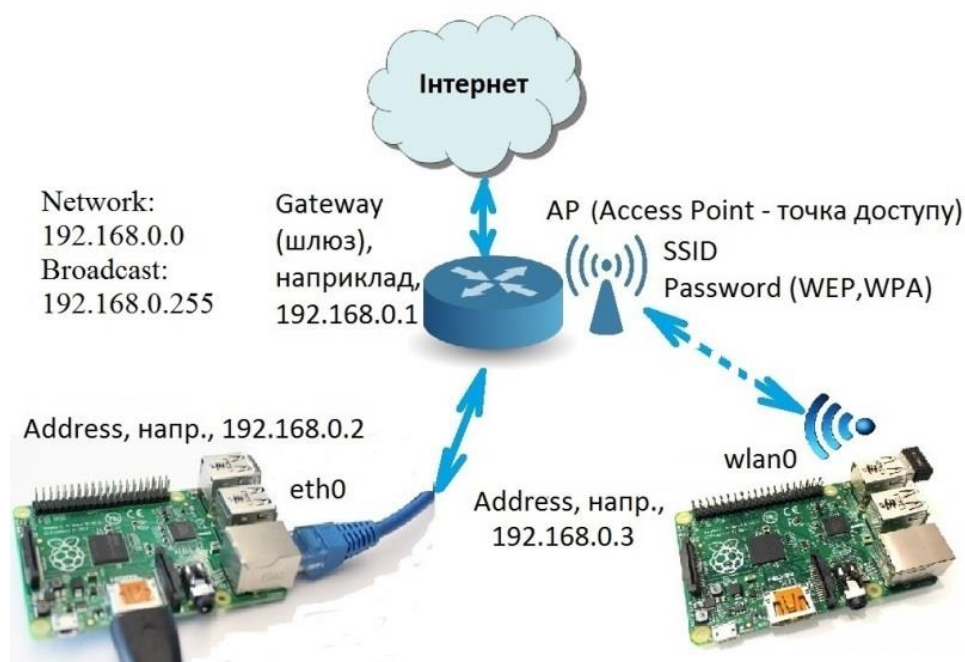 Інтернет
Network:
192.168.0.0
Broadcast:
192.168.0.255
Gateway
(шлюз),
наприклад,
192.168.0.1
AP (Access Point - точка доступу)
SSID
Password (WEP,WPA)
Address, напр., 192.168.0.2
eth0
wlan0
Address, напр.,
192.168.0.3